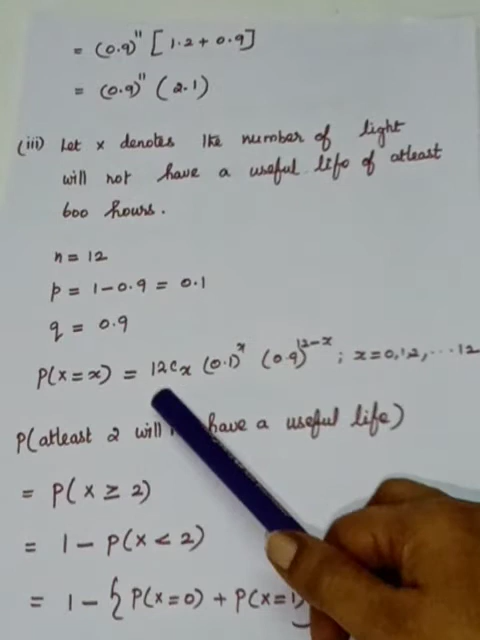 = (0.9)¹¹ [1.2 + 0.9]
= (0.9)¹¹ (2.1)
(iii) Let x denotes the number of light
will not have a useful life of atleast
600 hours.
n = 12
p = 1 - 0.9 = 0.1
q = 0.9
P(x = x) = 12Cₓ (0.1)ˣ (0.9)¹²⁻ˣ ; x = 0,1,2, ... 12
P(atleast 2 will have a useful life)
= P(x ≥ 2)
= 1 - P(x < 2)
= 1 - { P(x=0) + P(x=1)